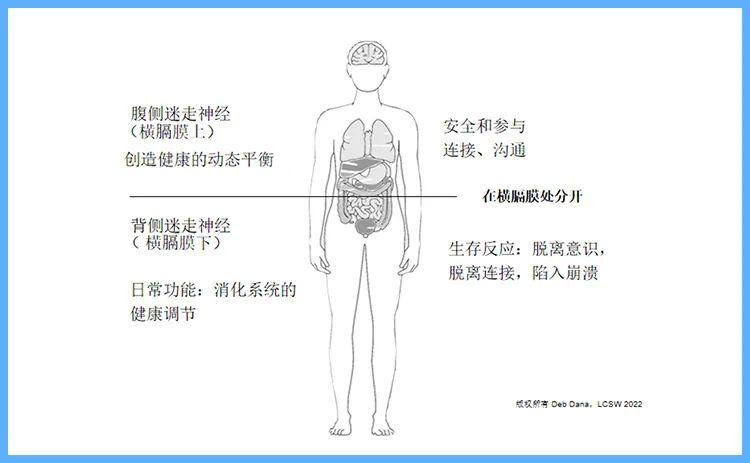 腹侧迷走神经
（横膈膜上）
创造健康的动态平衡
安全和参与
连接、沟通
在横膈膜处分开
背侧迷走神经
（ 横膈膜下）
日常功能：消化系统的
健康调节
生存反应：脱离意识，
脱离连接，陷入崩溃
版权所有 Deb Dana，LCSW 2022